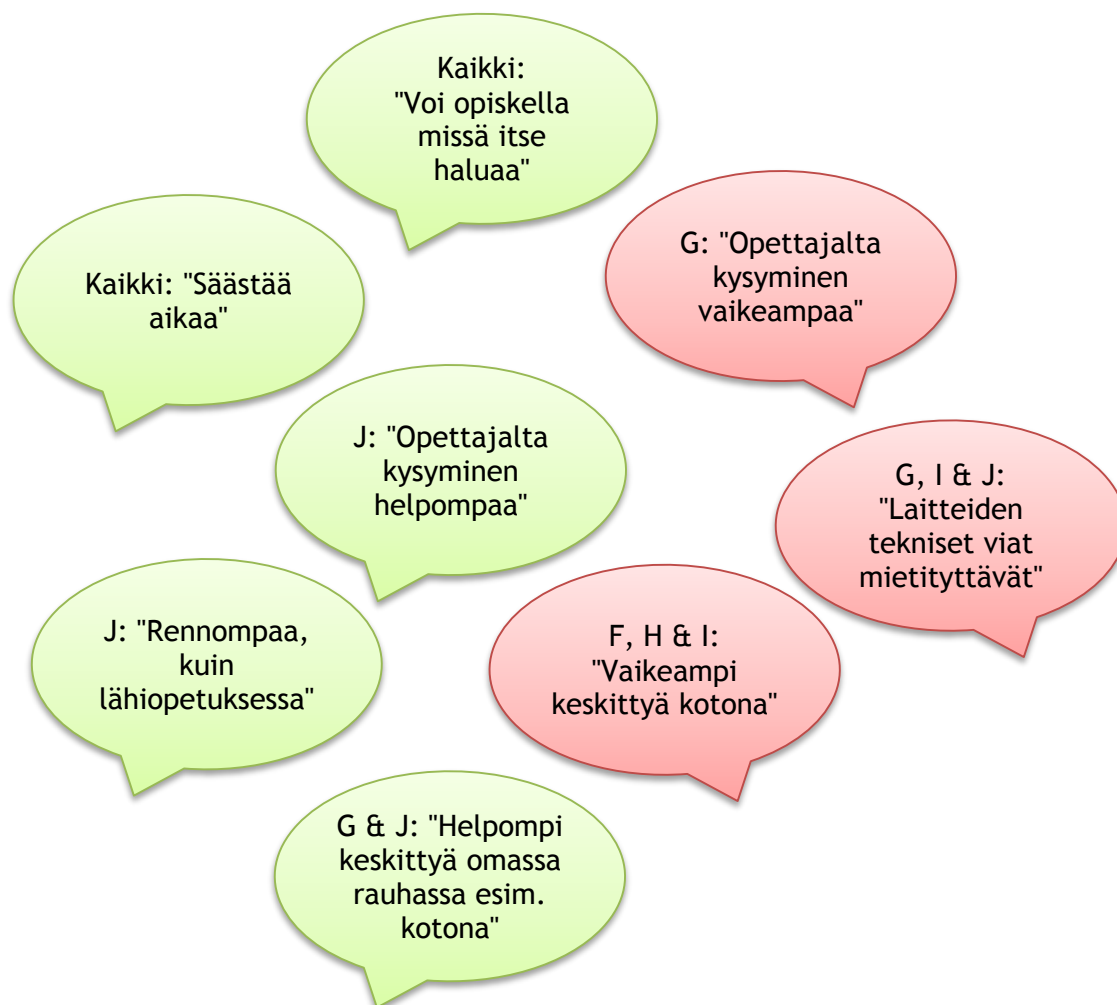 Kaikki:
"Voi opiskella
missä itse
haluaa"
Kaikki: "Säästää
aikaa"
G: "Opettajalta
kysyminen
vaikeampaa"
J: "Opettajalta
kysyminen
helpompaa"
G, I & J:
"Laitteiden
tekniset viat
mietityttävät"
J: "Rennompaa,
kuin
lähiopetuksessa"
F, H & I:
"Vaikeampi
keskittyä kotona"
G & J: "Helpompi
keskittyä omassa
rauhassa esim.
kotona"